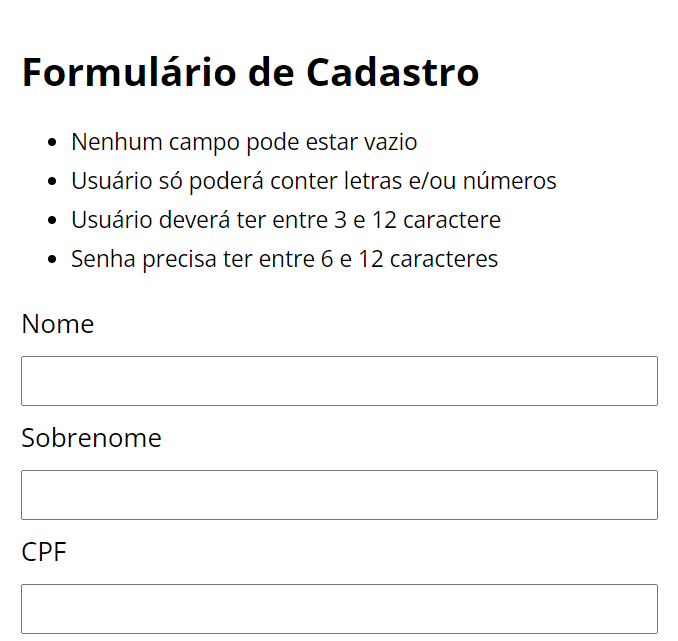 Formulário de Cadastro
Nenhum campo pode estar vazio
Usuário só poderá conter letras e/ou números
Usuário deverá ter entre 3 e 12 caractere
Senha precisa ter entre 6 e 12 caracteres
Nome
Sobrenome
CPF